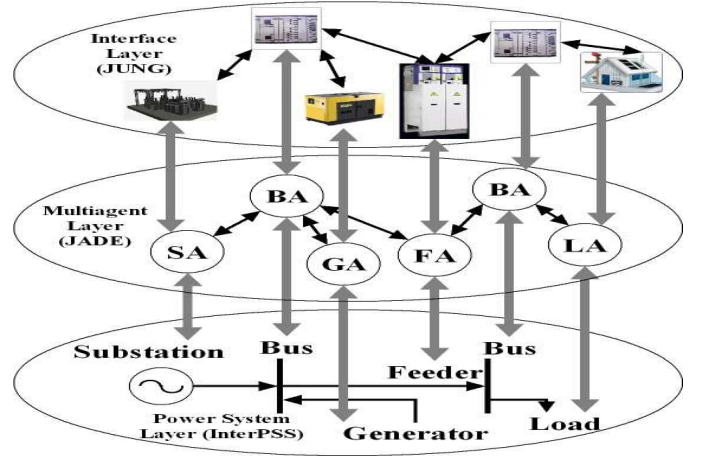 Interface
Layer
(JUNG)
Multiagent
Layer
(JADE)
BA
BA
SA
GA
FA
LA
Substation
Bus
Bus
Feeder
Power System
Layer (InterPSS)
Generator
Load